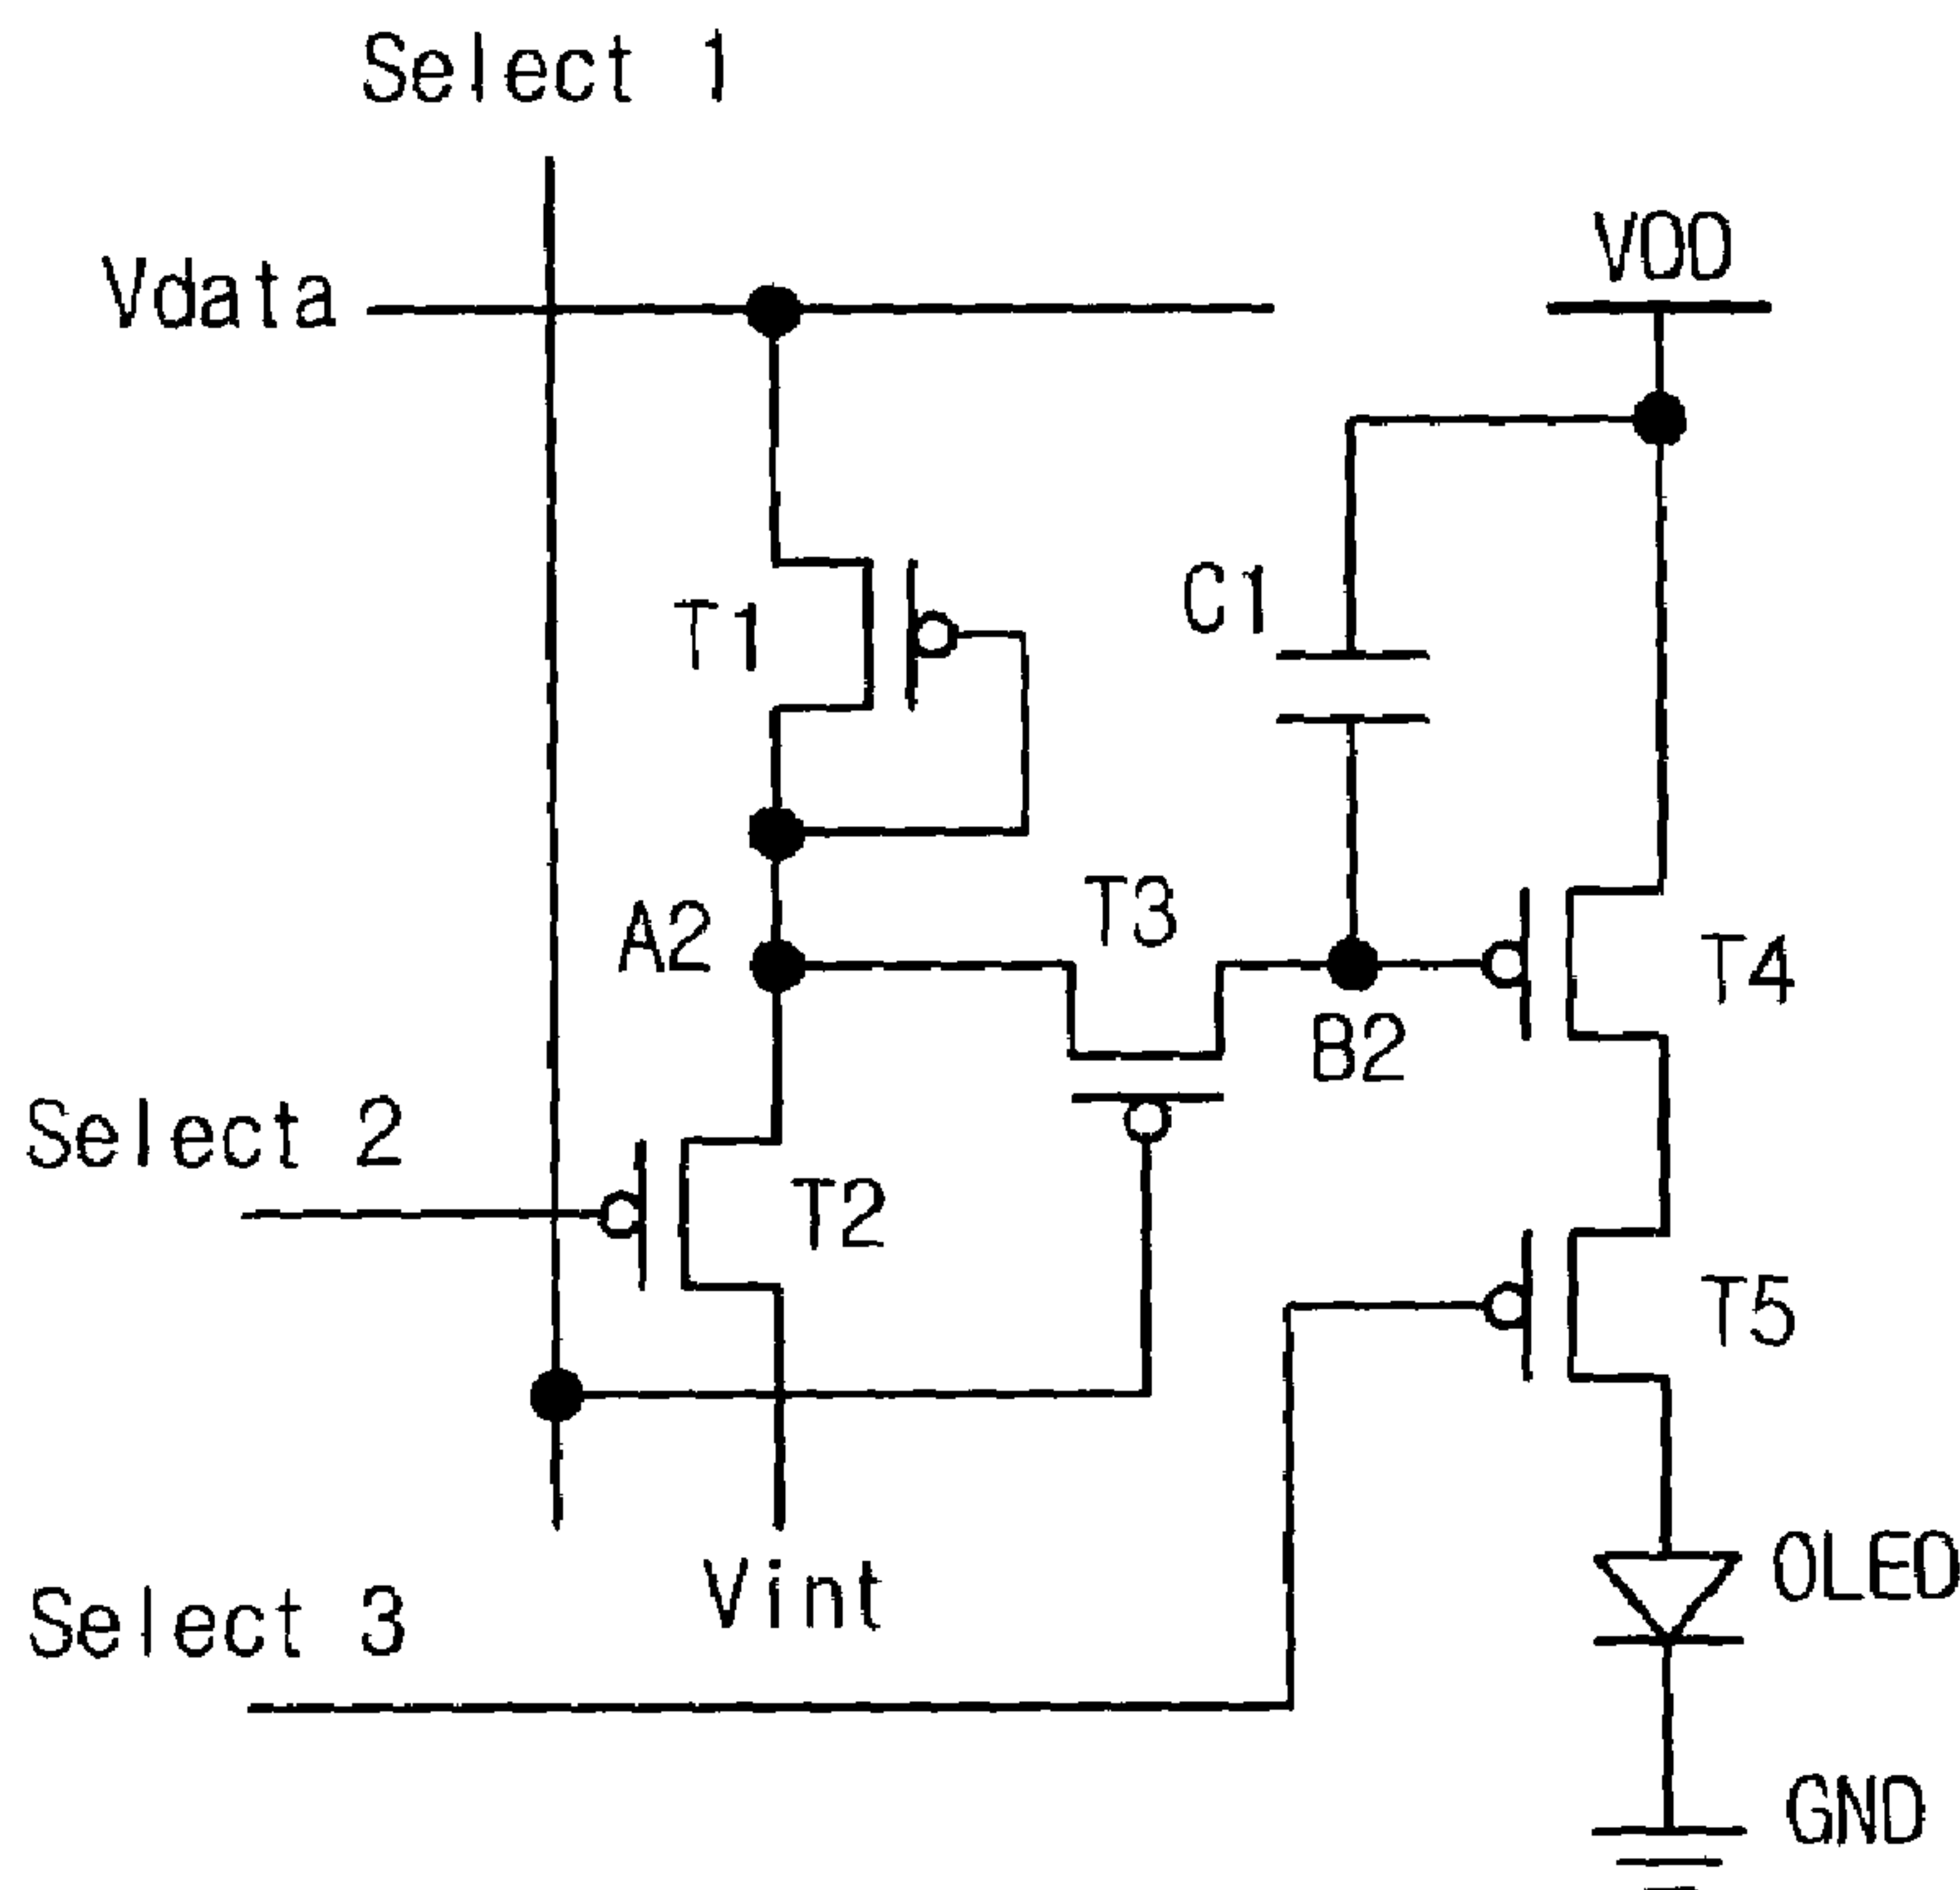 Select 1
Vdata
VDD
T1
C1
T3
A2
T4
B2
Select 2
T2
T5
OLED
Vint
Select 3
GND